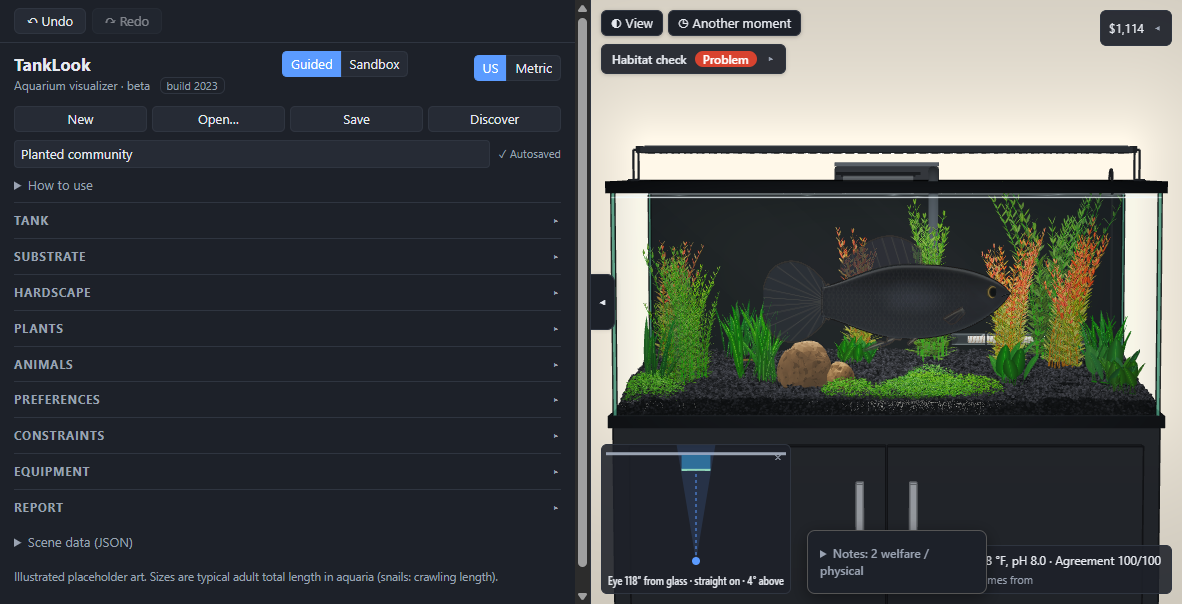 Undo
Redo
TankLook
Aquarium visualizer · beta
build 2023
Guided
Sandbox
US
Metric
New
Open...
Save
Discover
Planted community
✓ Autosaved
How to use
TANK
SUBSTRATE
HARDSCAPE
PLANTS
ANIMALS
PREFERENCES
CONSTRAINTS
EQUIPMENT
REPORT
Scene data (JSON)
Illustrated placeholder art. Sizes are typical adult total length in aquaria (snails: crawling length).
View
Another moment
$1,114
Habitat check
Problem
Eye 118" from glass · straight on · 4° above
Notes: 2 welfare /
physical
8 °F, pH 8.0 · Agreement 100/100
mes from